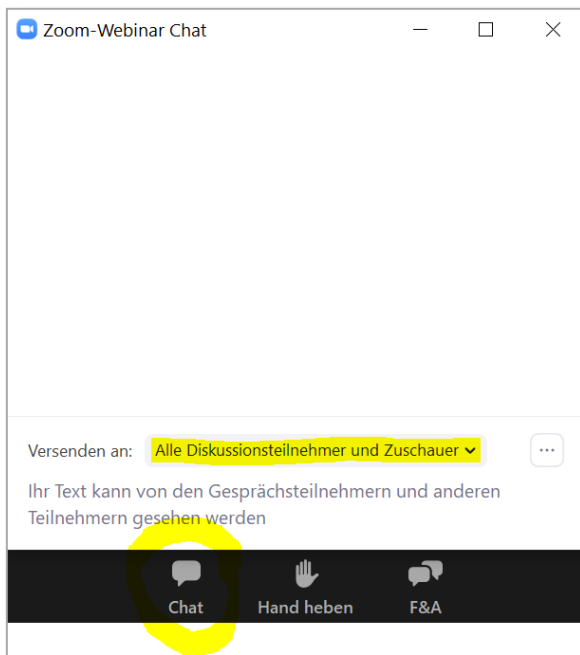 Zoom-Webinar Chat
Versenden an: Alle Diskussionsteilnehmer und Zuschauer
Ihr Text kann von den Gesprächsteilnehmern und anderen
Teilnehmern gesehen werden
Chat Hand heben F&A